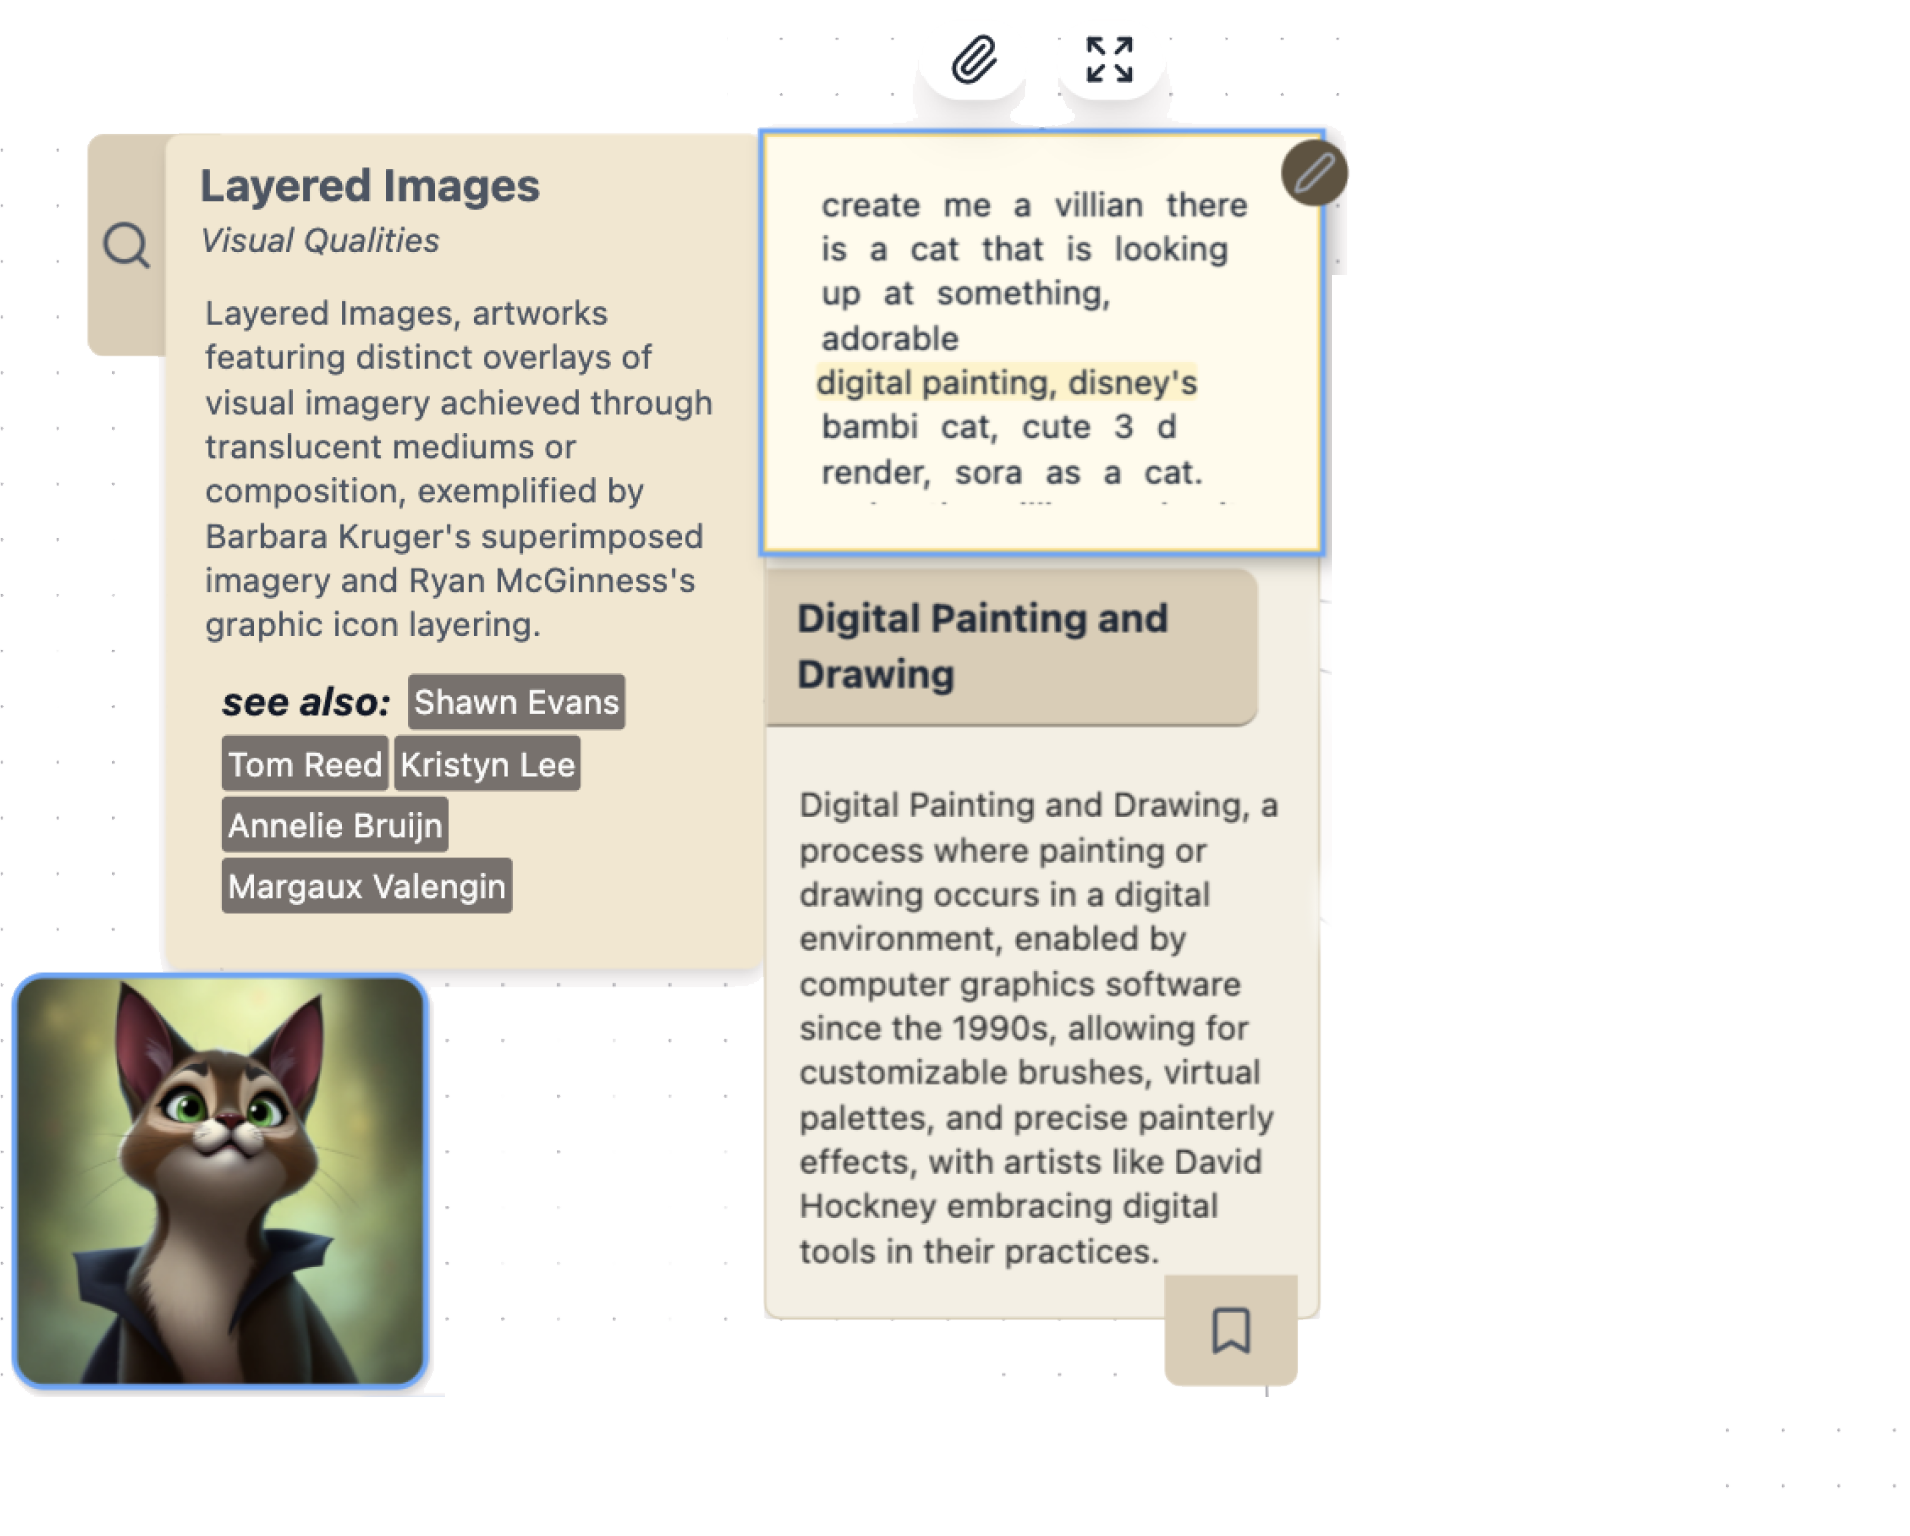 Layered Images
Visual Qualities
Layered Images, artworks
featuring distinct overlays of
visual imagery achieved through
translucent mediums or
composition, exemplified by
Barbara Kruger's superimposed
imagery and Ryan McGinness's
graphic icon layering.
see also: Shawn Evans
Tom Reed Kristyn Lee
Annelie Bruijn
Margaux Valengin
create me a villian there
is a cat that is looking
up at something,
adorable
digital painting, disney's
bambi cat, cute 3 d
render, sora as a cat.
Digital Painting and
Drawing
Digital Painting and Drawing, a
process where painting or
drawing occurs in a digital
environment, enabled by
computer graphics software
since the 1990s, allowing for
customizable brushes, virtual
palettes, and precise painterly
effects, with artists like David
Hockney embracing digital
tools in their practices.